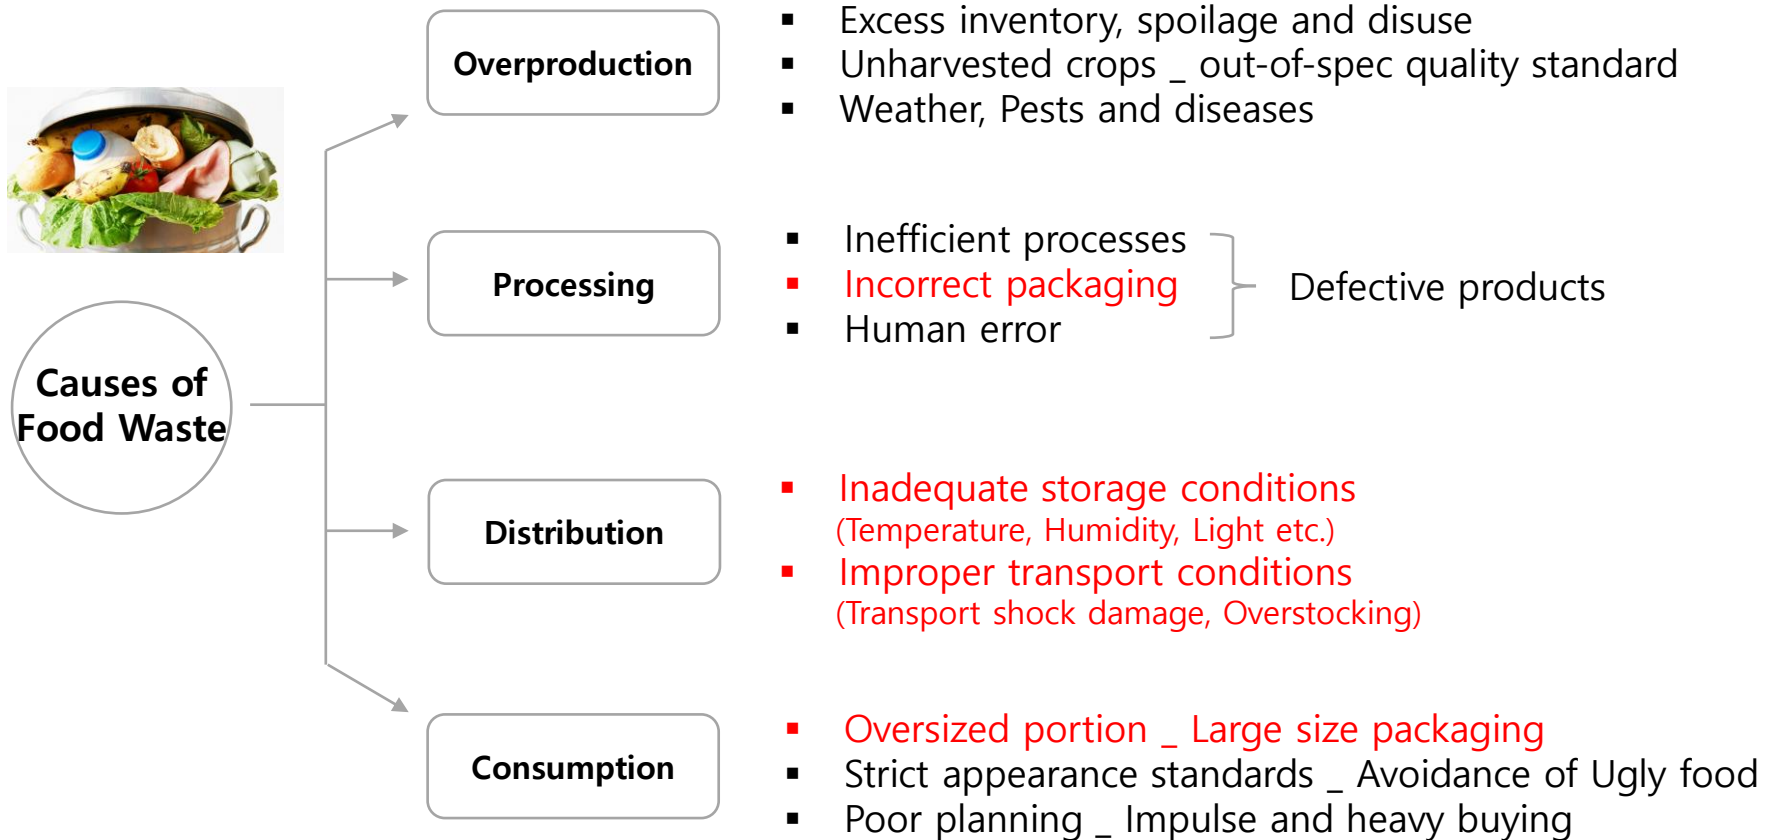 Causes of
Food Waste
Overproduction
▪ Excess inventory, spoilage and disuse
▪ Unharvested crops _ out-of-spec quality standard
▪ Weather, Pests and diseases
Processing
▪ Inefficient processes
▪ Incorrect packaging
▪ Human error
Defective products
Distribution
▪ Inadequate storage conditions
(Temperature, Humidity, Light etc.)
▪ Improper transport conditions
(Transport shock damage, Overstocking)
Consumption
▪ Oversized portion _ Large size packaging
▪ Strict appearance standards _ Avoidance of Ugly food
▪ Poor planning _ Impulse and heavy buying